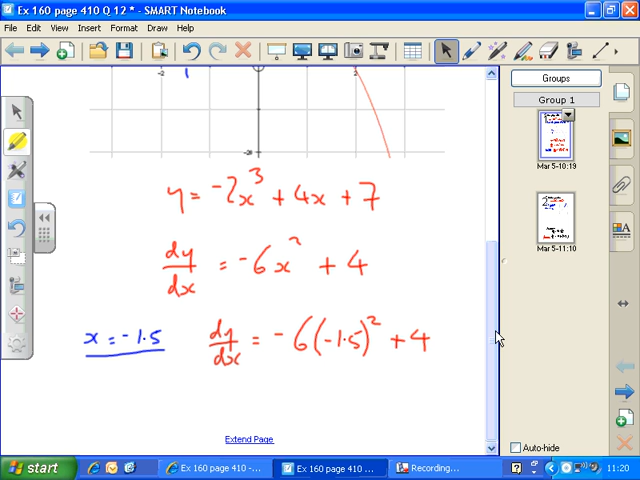 Ex 160 page 410 Q 12 * - SMART Notebook
File Edit View Insert Format Draw Help
Groups
Group 1
Mar 5-10:19
Mar 5-11:10
-2
2
y = -2x³ + 4x + 7
dy/dx = -6x² + 4
x = -1.5 dy/dx = -6(-1.5)² + 4
Extend Page
Auto-hide
start
Ex 160 page 410 - ...
Ex 160 page 410 ...
Recording...
11:20